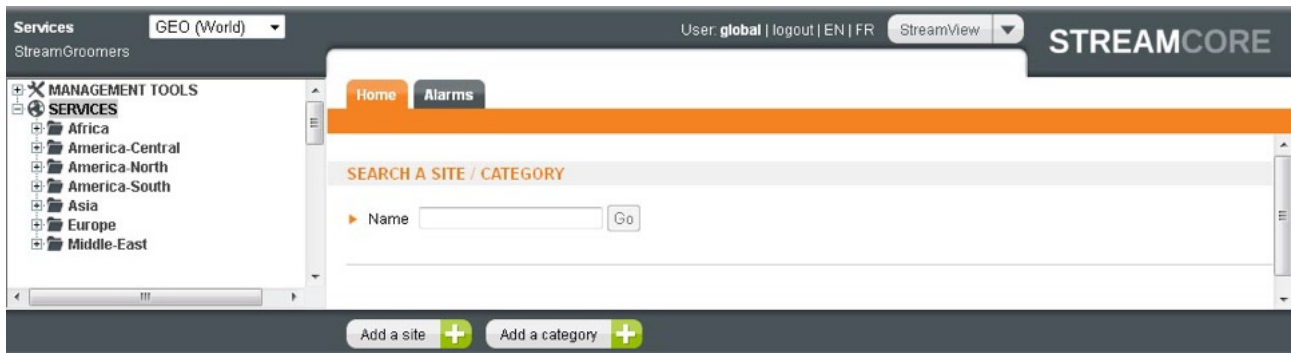 Services GEO (World)
StreamGroomers
User: global | logout | EN | FR StreamView
STREAMCORE
MANAGEMENT TOOLS
SERVICES
Africa
America-Central
America-North
America-South
Asia
Europe
Middle-East
Home Alarms
SEARCH A SITE / CATEGORY
Name Go
Add a site Add a category